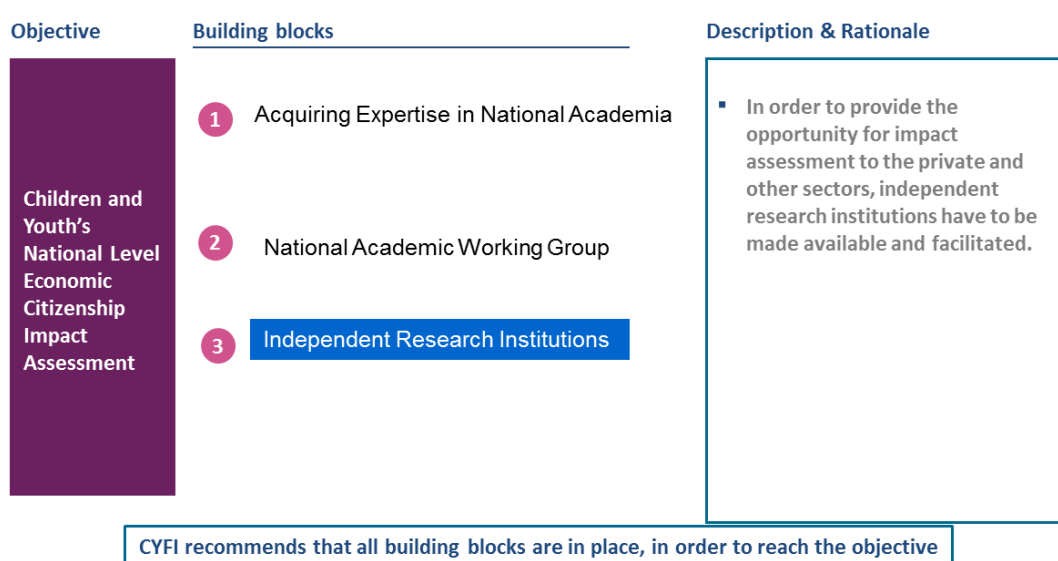 Objective
Building blocks
Description & Rationale
Children and
Youth’s
National Level
Economic
Citizenship
Impact
Assessment
1
Acquiring Expertise in National Academia
2
National Academic Working Group
3
Independent Research Institutions
▪ In order to provide the
opportunity for impact
assessment to the private and
other sectors, independent
research institutions have to be
made available and facilitated.
CYFI recommends that all building blocks are in place, in order to reach the objective